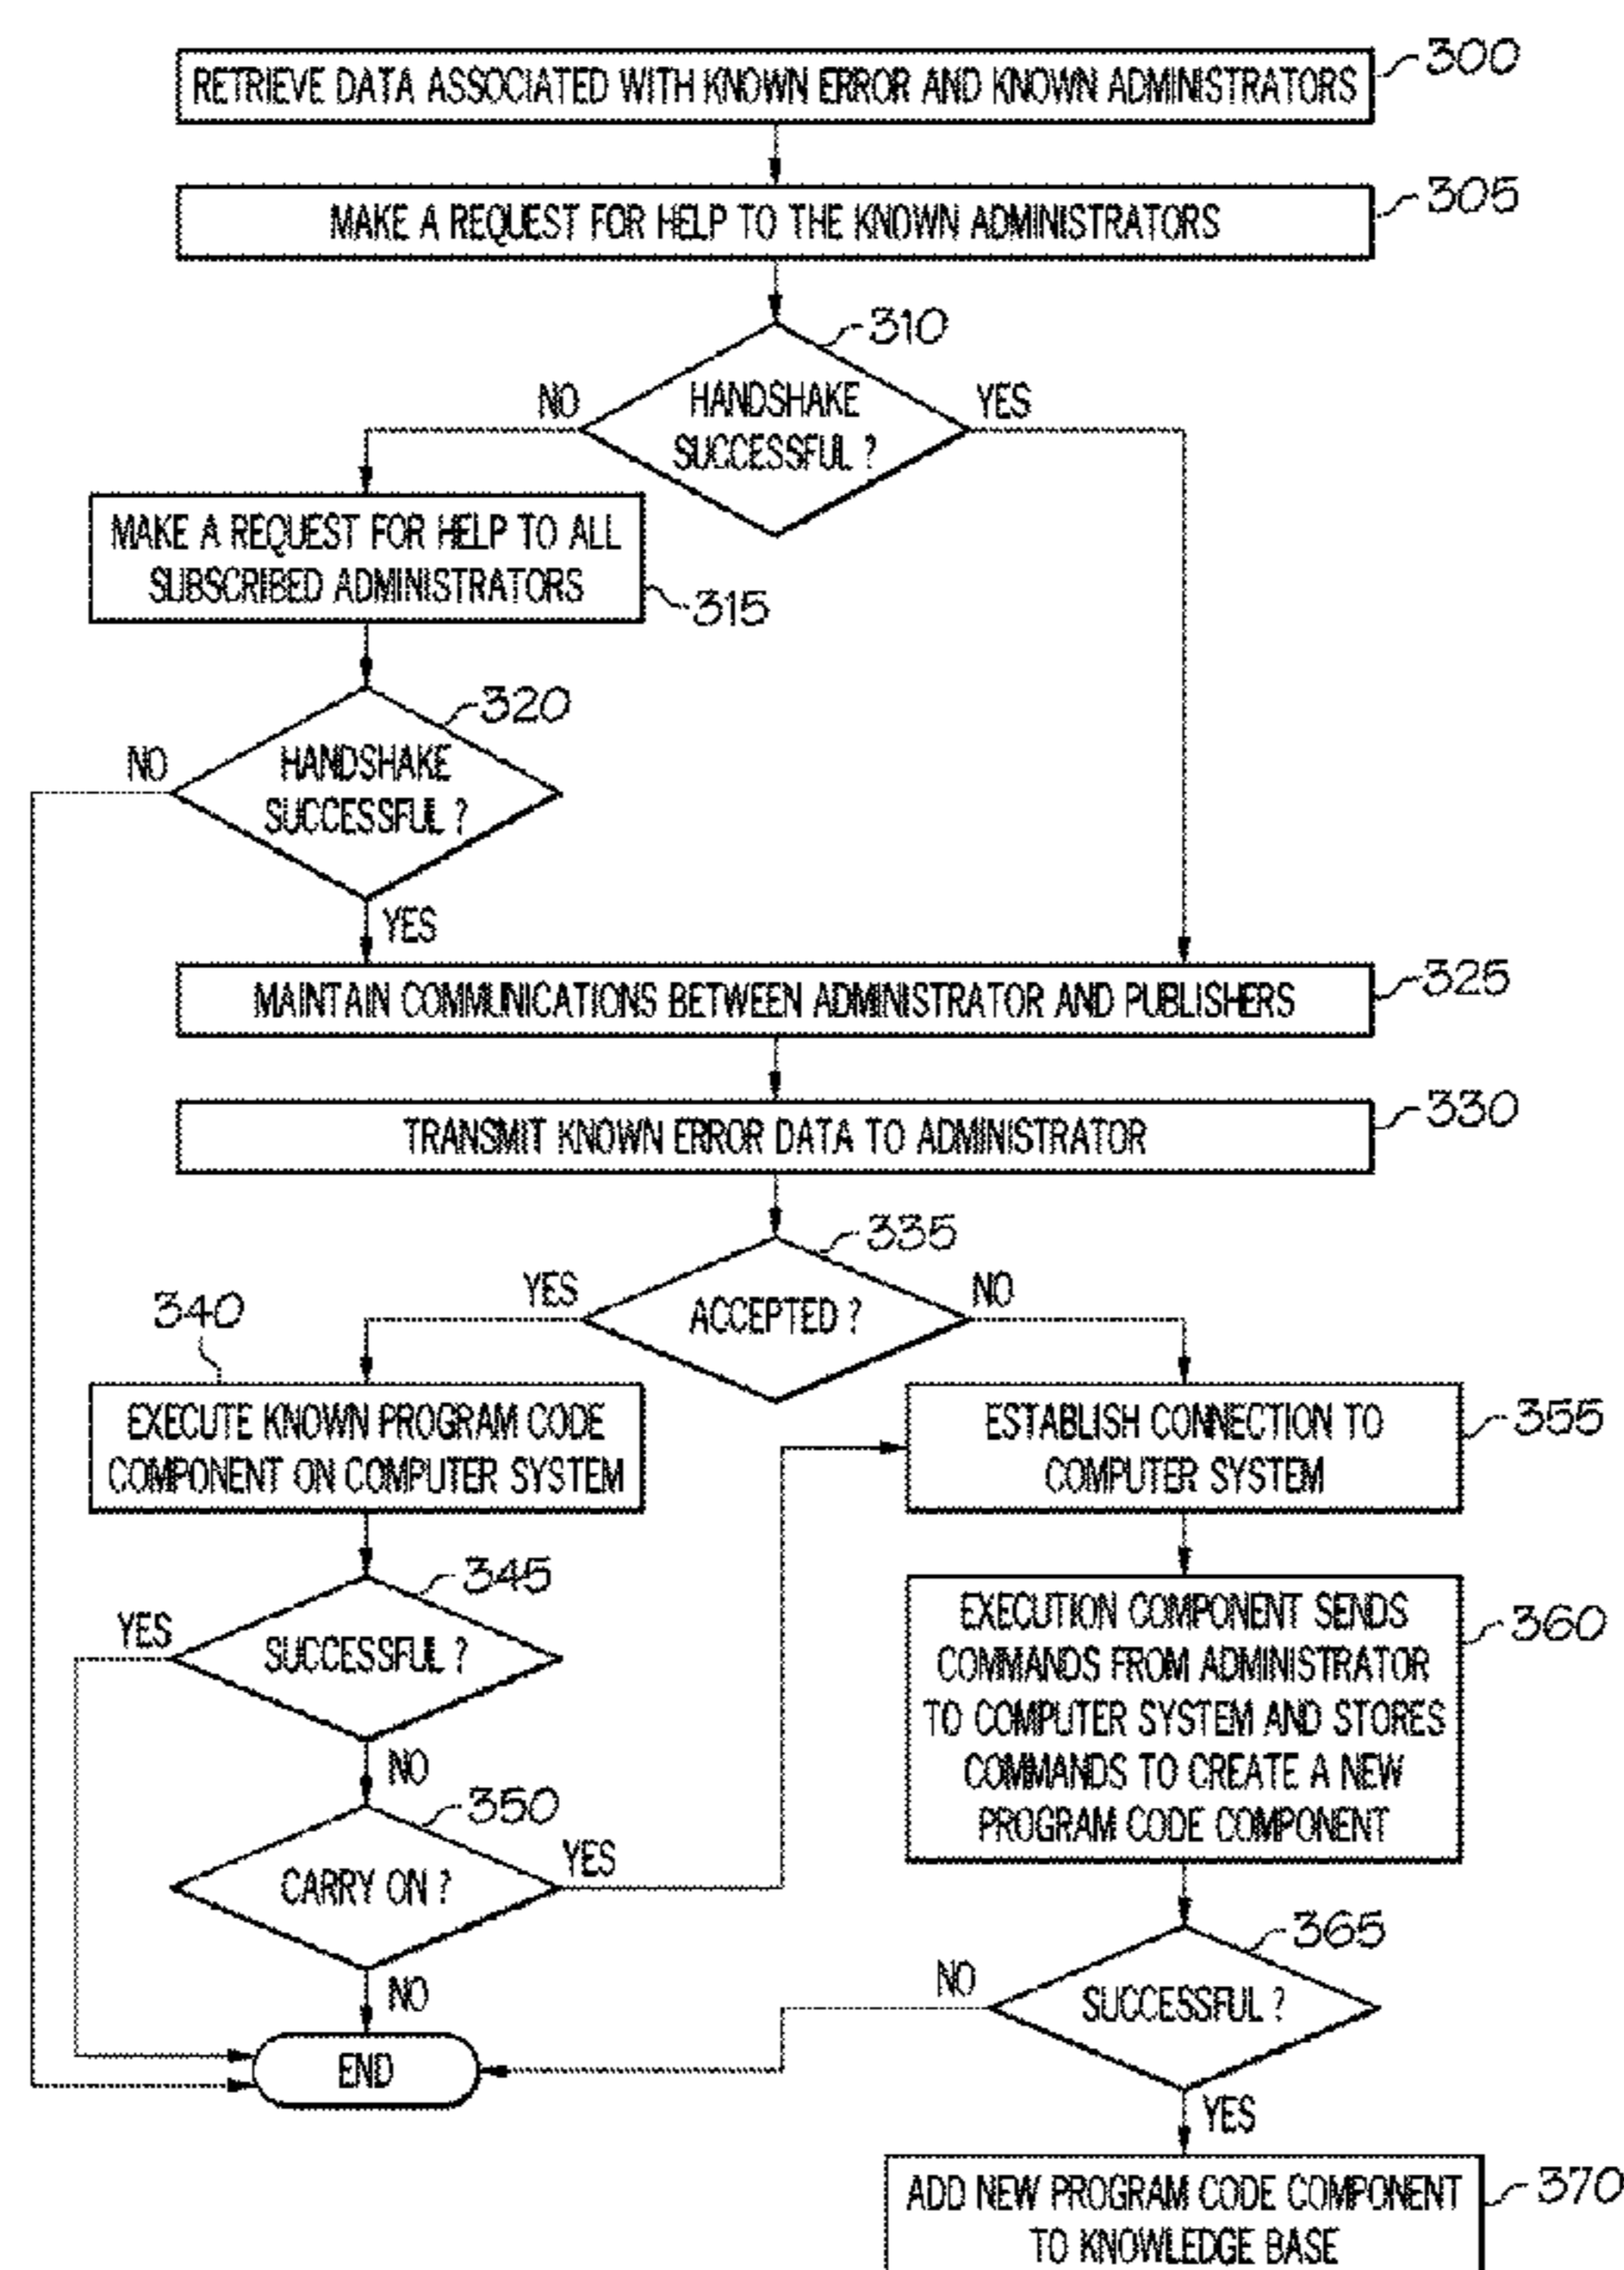 RETRIEVE DATA ASSOCIATED WITH KNOWN ERROR AND KNOWN ADMINISTRATORS
300
MAKE A REQUEST FOR HELP TO THE KNOWN ADMINISTRATORS
305
310
NO
HANDSHAKE
SUCCESSFUL ?
YES
MAKE A REQUEST FOR HELP TO ALL
SUBSCRIBED ADMINISTRATORS
315
320
NO
HANDSHAKE
SUCCESSFUL ?
YES
MAINTAIN COMMUNICATIONS BETWEEN ADMINISTRATOR AND PUBLISHERS
325
TRANSMIT KNOWN ERROR DATA TO ADMINISTRATOR
330
335
YES
ACCEPTED ?
NO
340
EXECUTE KNOWN PROGRAM CODE
COMPONENT ON COMPUTER SYSTEM
ESTABLISH CONNECTION TO
COMPUTER SYSTEM
355
345
YES
SUCCESSFUL ?
NO
EXECUTION COMPONENT SENDS
COMMANDS FROM ADMINISTRATOR
TO COMPUTER SYSTEM AND STORES
COMMANDS TO CREATE A NEW
PROGRAM CODE COMPONENT
360
350
CARRY ON ?
YES
NO
365
NO
SUCCESSFUL ?
YES
END
ADD NEW PROGRAM CODE COMPONENT
TO KNOWLEDGE BASE
370